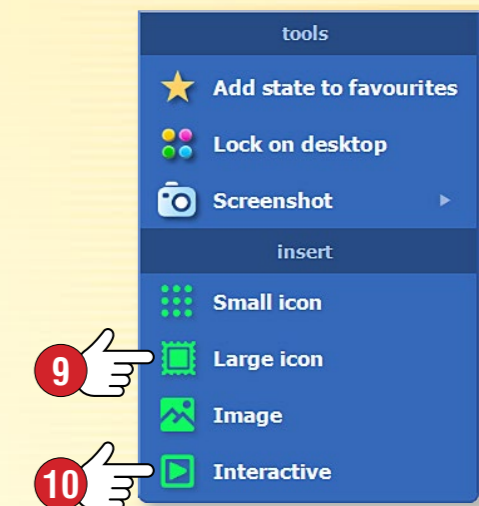 tools
Add state to favourites
Lock on desktop
Screenshot
insert
Small icon
9
Large icon
Image
10
Interactive